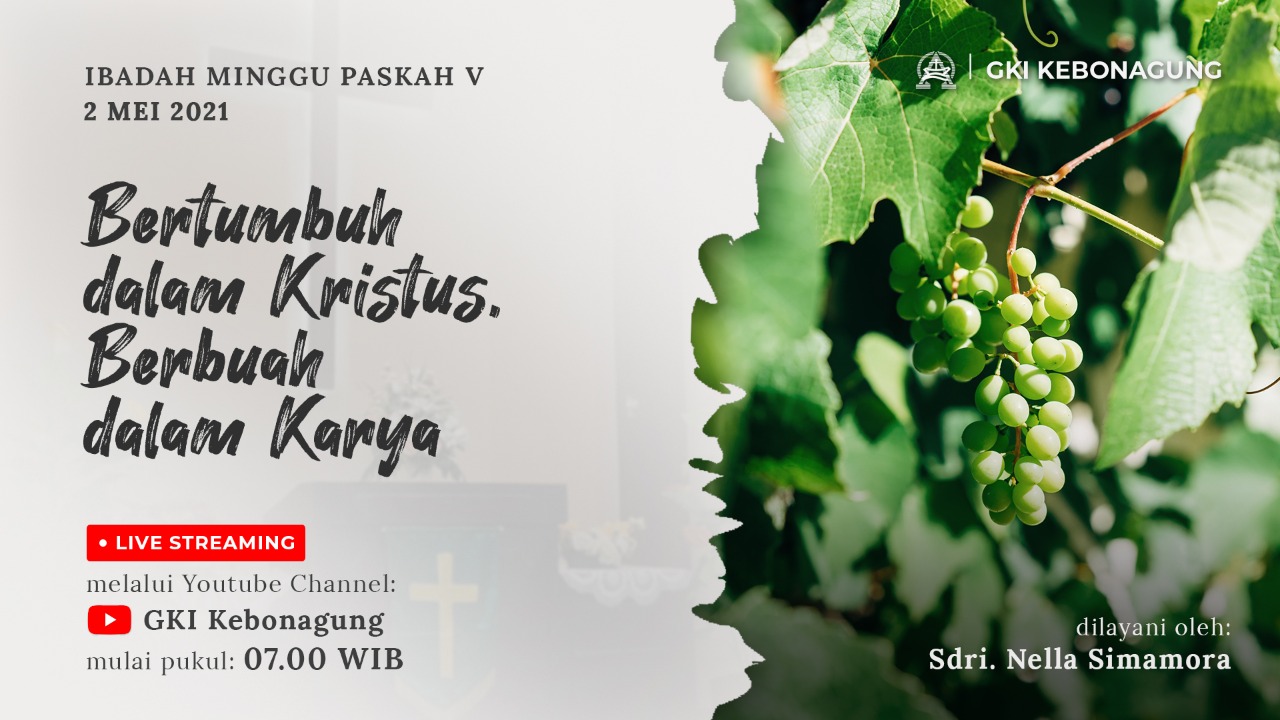 IBADAH MINGGU PASKAH V
2 MEI 2021
GKI KEBONAGUNG
Bertumbuh
dalam Kristus.
Berbuah
dalam Karya
• LIVE STREAMING
melalui Youtube Channel:
GKI Kebonagung
mulai pukul: 07.00 WIB
dilayani oleh:
Sdri. Nella Simamora